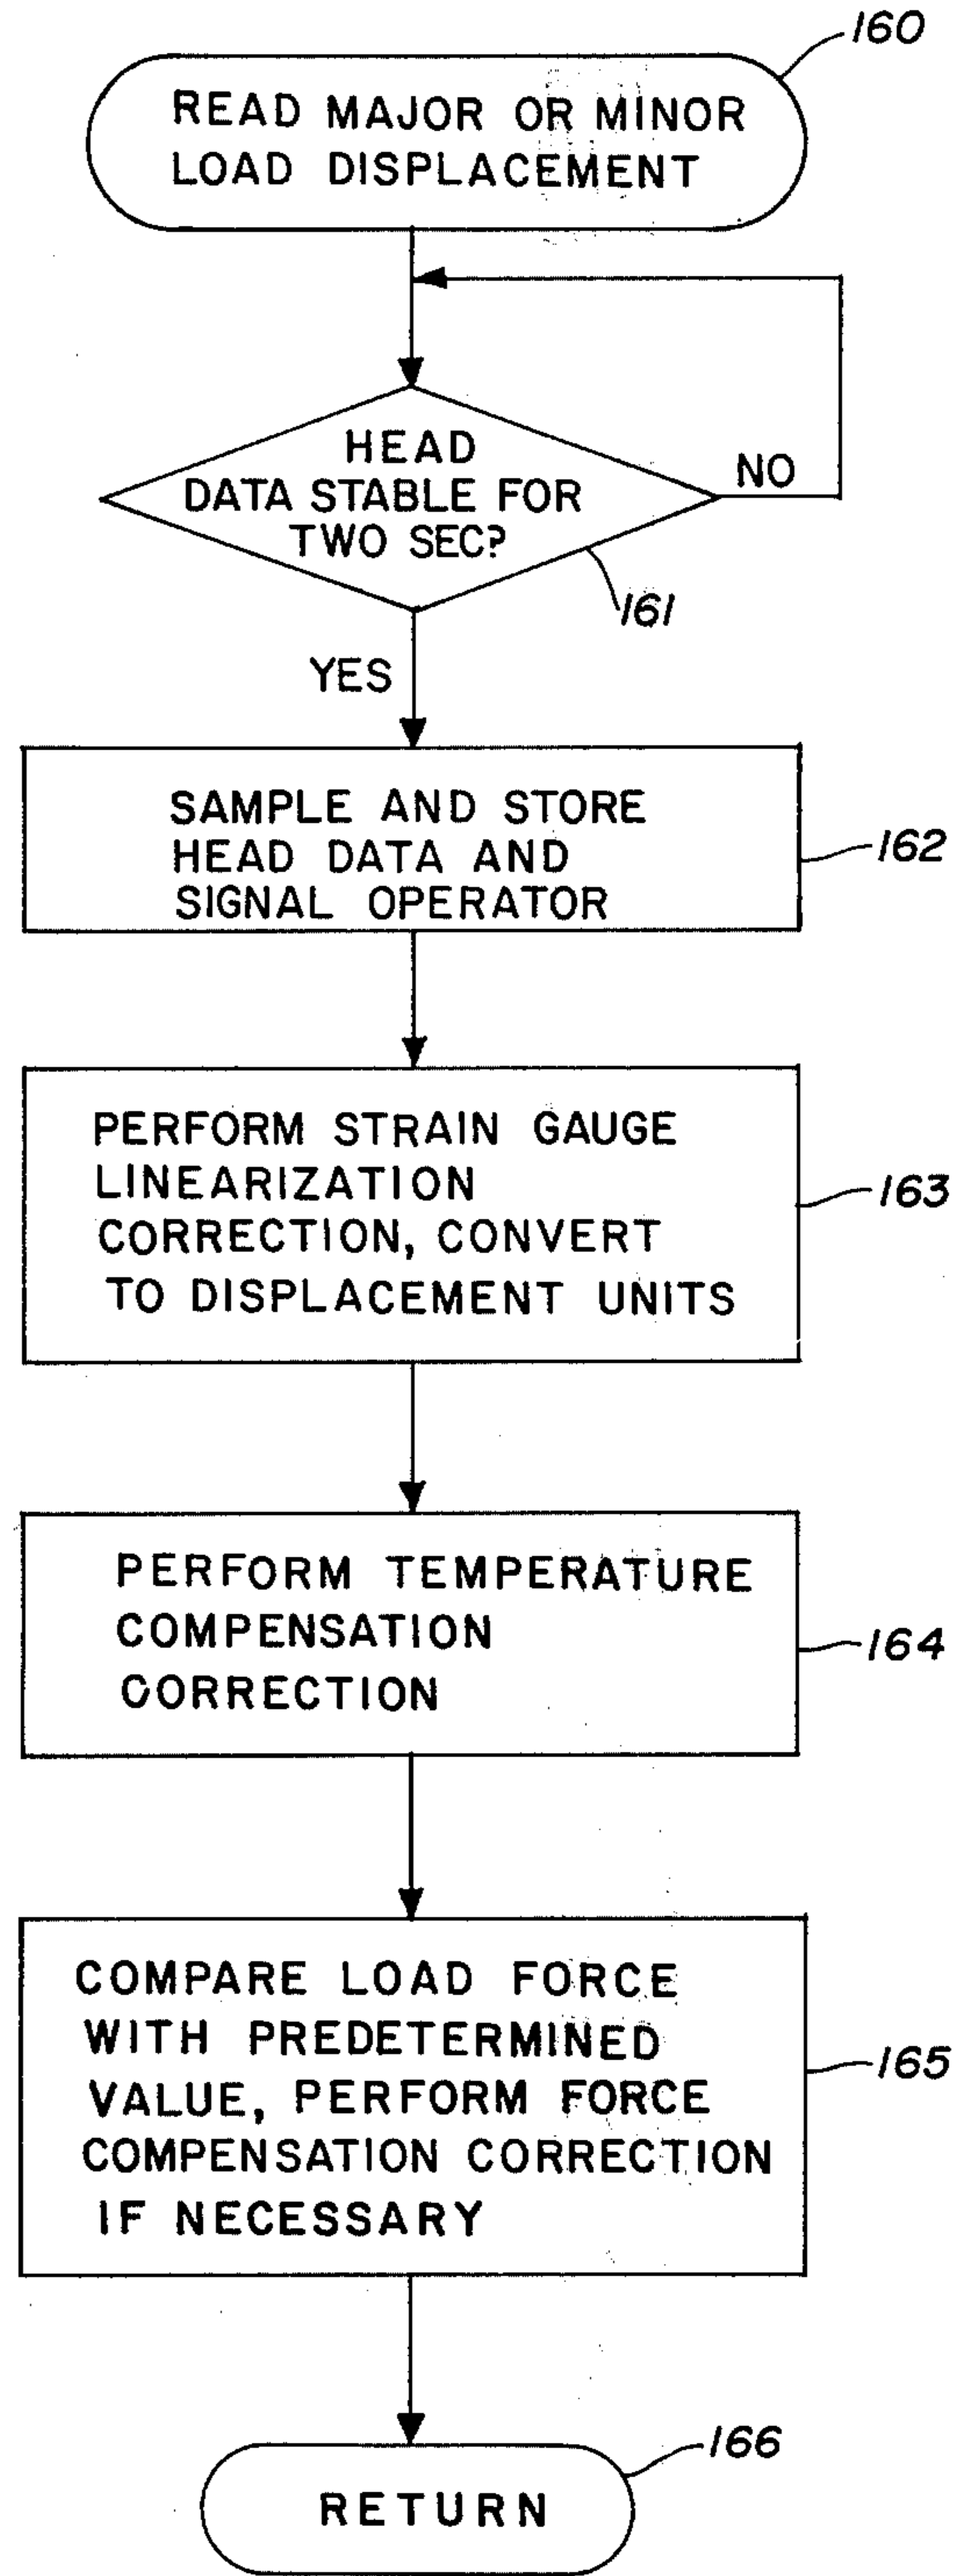 160
READ MAJOR OR MINOR
LOAD DISPLACEMENT
HEAD
DATA STABLE FOR
TWO SEC?
NO
161
YES
SAMPLE AND STORE
HEAD DATA AND
SIGNAL OPERATOR
162
PERFORM STRAIN GAUGE
LINEARIZATION
CORRECTION, CONVERT
TO DISPLACEMENT UNITS
163
PERFORM TEMPERATURE
COMPENSATION
CORRECTION
164
COMPARE LOAD FORCE
WITH PREDETERMINED
VALUE, PERFORM FORCE
COMPENSATION CORRECTION
IF NECESSARY
165
166
RETURN